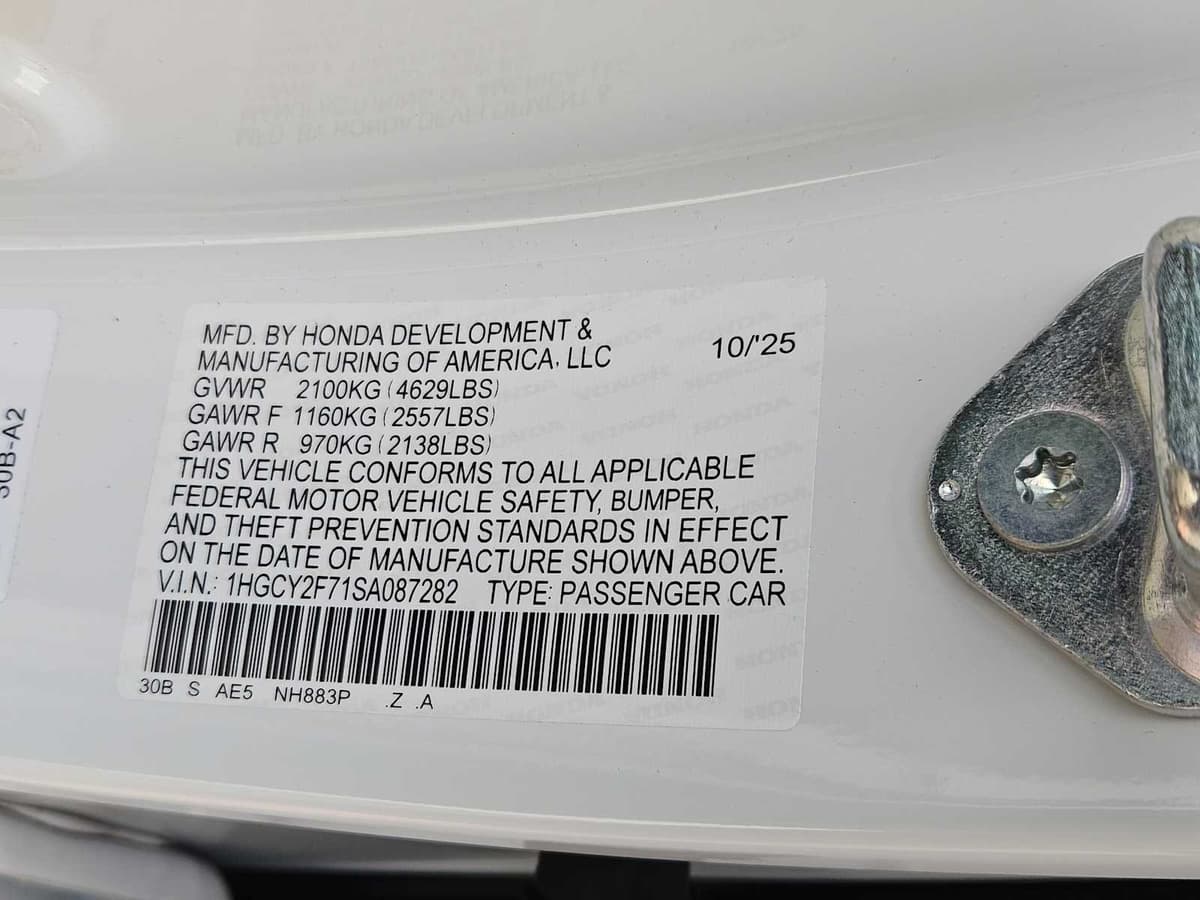 MFD. BY HONDA DEVELOPMENT &
MANUFACTURING OF AMERICA, LLC 10/'25
GVWR 2100KG (4629LBS)
GAWR F 1160KG (2557LBS)
GAWR R 970KG (2138LBS)
THIS VEHICLE CONFORMS TO ALL APPLICABLE
FEDERAL MOTOR VEHICLE SAFETY, BUMPER,
AND THEFT PREVENTION STANDARDS IN EFFECT
ON THE DATE OF MANUFACTURE SHOWN ABOVE.
V.I.N.: 1HGCY2F71SA087282 TYPE: PASSENGER CAR
30B S AE5 NH883P .Z .A
30B-A2